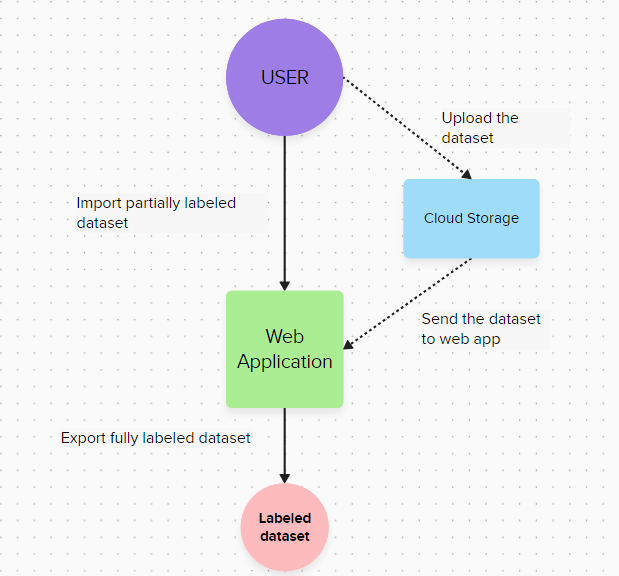 USER
Upload the
dataset
Import partially labeled
dataset
Cloud Storage
Send the dataset
to web app
Web
Application
Export fully labeled dataset
Labeled
dataset